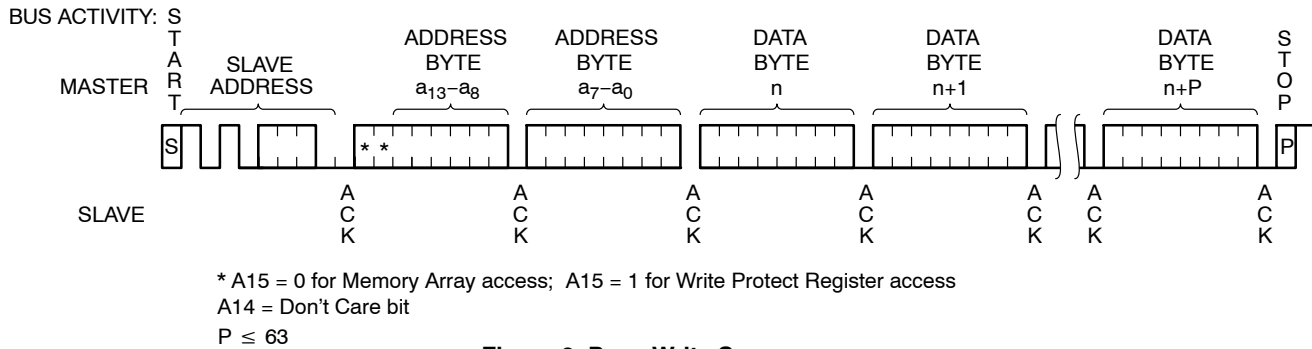 BUS ACTIVITY: START
SLAVE ADDRESS
ADDRESS BYTE a13–a8
ADDRESS BYTE a7–a0
DATA BYTE n
DATA BYTE n+1
DATA BYTE n+P
STOP
MASTER
S
* *
P
SLAVE
ACK ACK ACK ACK ACK ACK ACK
* A15 = 0 for Memory Array access; A15 = 1 for Write Protect Register access
A14 = Don't Care bit
P ≤ 63